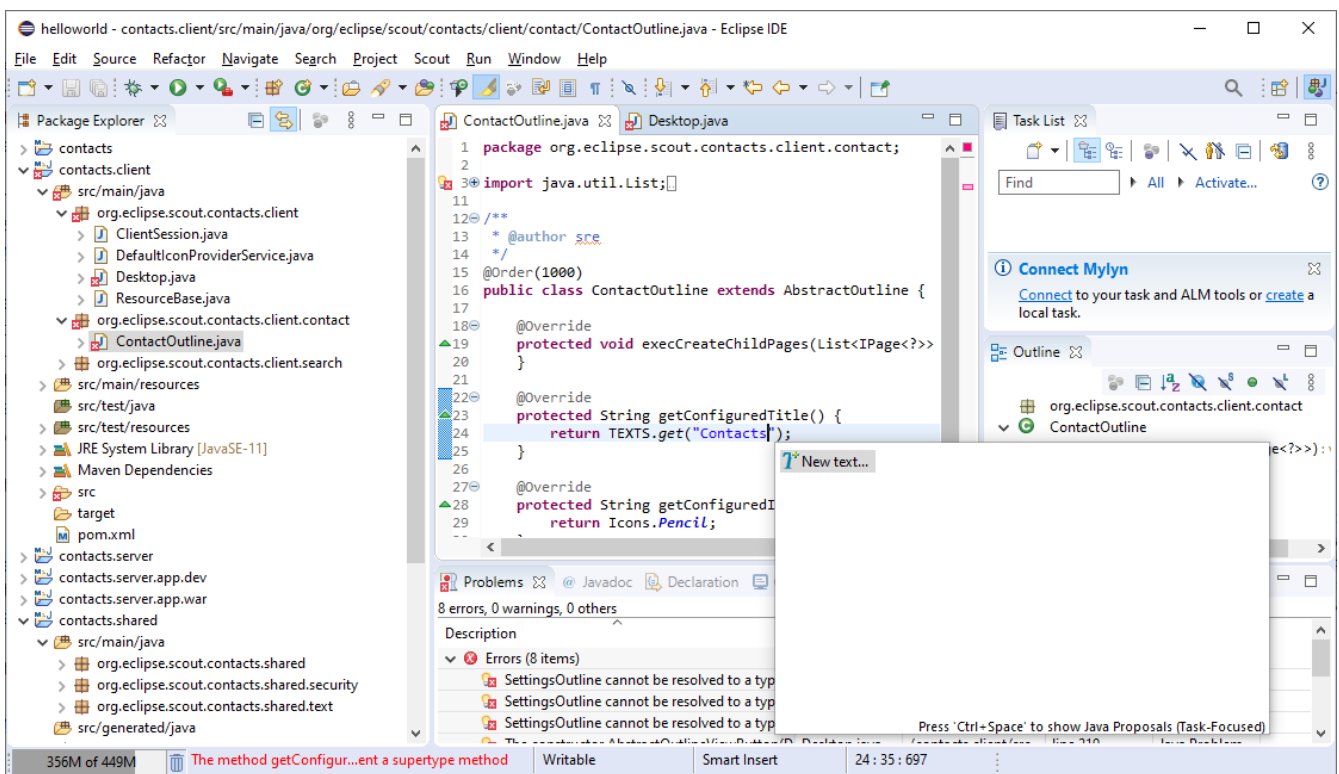 helloworld - contacts.client/src/main/java/org/eclipse/scout/contacts/client/contact/ContactOutline.java - Eclipse IDE
File Edit Source Refactor Navigate Search Project Scout Run Window Help
Package Explorer
contacts
contacts.client
src/main/java
org.eclipse.scout.contacts.client
ClientSession.java
DefaultIconProviderService.java
Desktop.java
ResourceBase.java
org.eclipse.scout.contacts.client.contact
ContactOutline.java
org.eclipse.scout.contacts.client.search
src/main/resources
src/test/java
src/test/resources
JRE System Library [JavaSE-11]
Maven Dependencies
src
target
pom.xml
contacts.server
contacts.server.app.dev
contacts.server.app.war
contacts.shared
src/main/java
org.eclipse.scout.contacts.shared
org.eclipse.scout.contacts.shared.security
org.eclipse.scout.contacts.shared.text
src/generated/java
ContactOutline.java Desktop.java
1 package org.eclipse.scout.contacts.client.contact;
2
3 import java.util.List;
11
12 /**
13 * @author sre
14 */
15 @Order(1000)
16 public class ContactOutline extends AbstractOutline {
17
18 @Override
19 protected void execCreateChildPages(List<IPage<?>>
20 }
21
22 @Override
23 protected String getConfiguredTitle() {
24 return TEXTS.get("Contacts");
25 }
26
27 @Override
28 protected String getConfiguredI
29 return Icons.Pencil;
New text...
Press 'Ctrl+Space' to show Java Proposals (Task-Focused)
Problems Javadoc Declaration
8 errors, 0 warnings, 0 others
Description
Errors (8 items)
SettingsOutline cannot be resolved to a typ
SettingsOutline cannot be resolved to a typ
SettingsOutline cannot be resolved to a typ
Task List
Find All Activate...
Connect Mylyn
Connect to your task and ALM tools or create a
local task.
Outline
org.eclipse.scout.contacts.client.contact
ContactOutline
356M of 449M The method getConfigur...ent a supertype method Writable Smart Insert 24 : 35 : 697